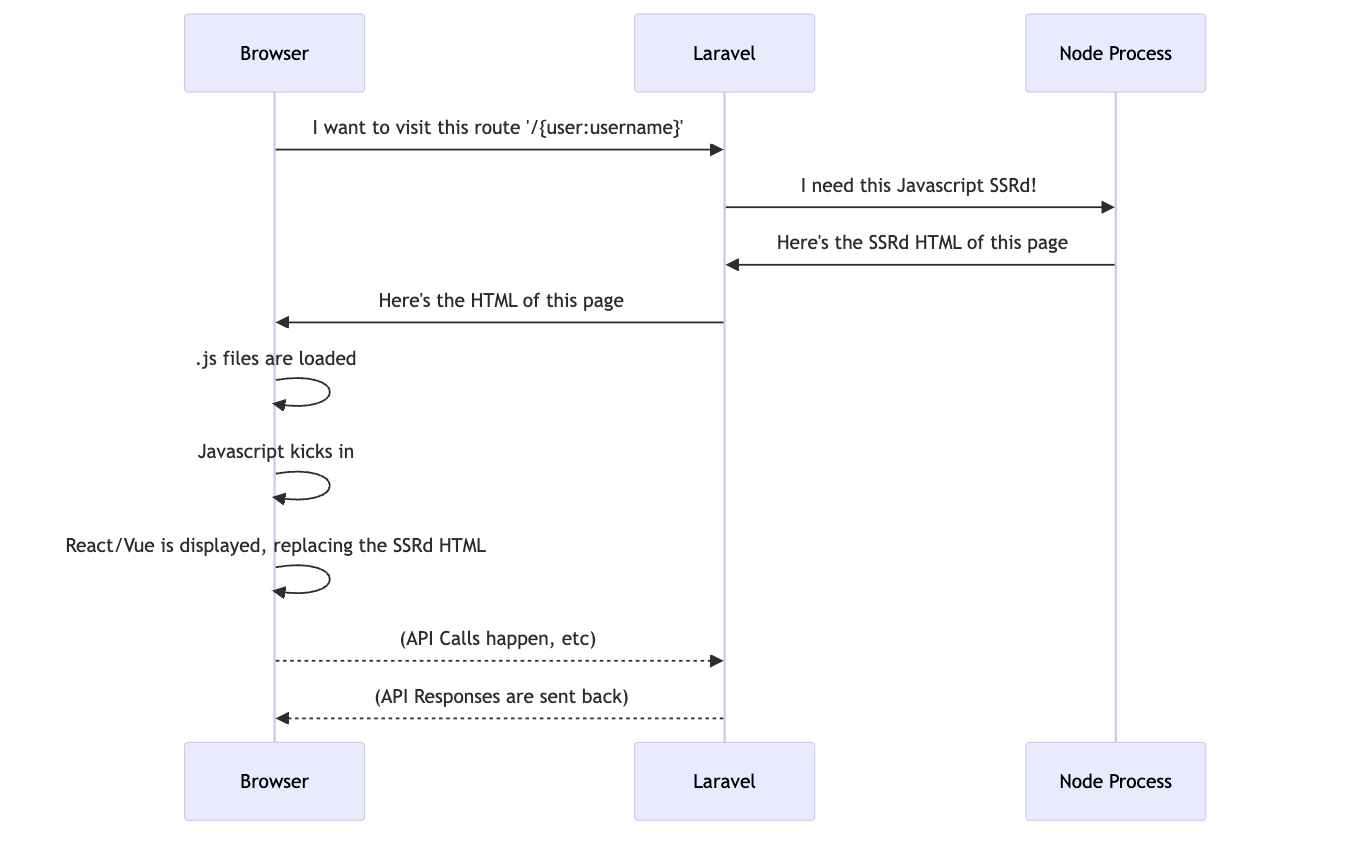 Browser
Laravel
Node Process
I want to visit this route '/{user:username}'
I need this Javascript SSRd!
Here's the SSRd HTML of this page
Here's the HTML of this page
.js files are loaded
Javascript kicks in
React/Vue is displayed, replacing the SSRd HTML
(API Calls happen, etc)
(API Responses are sent back)
Browser
Laravel
Node Process